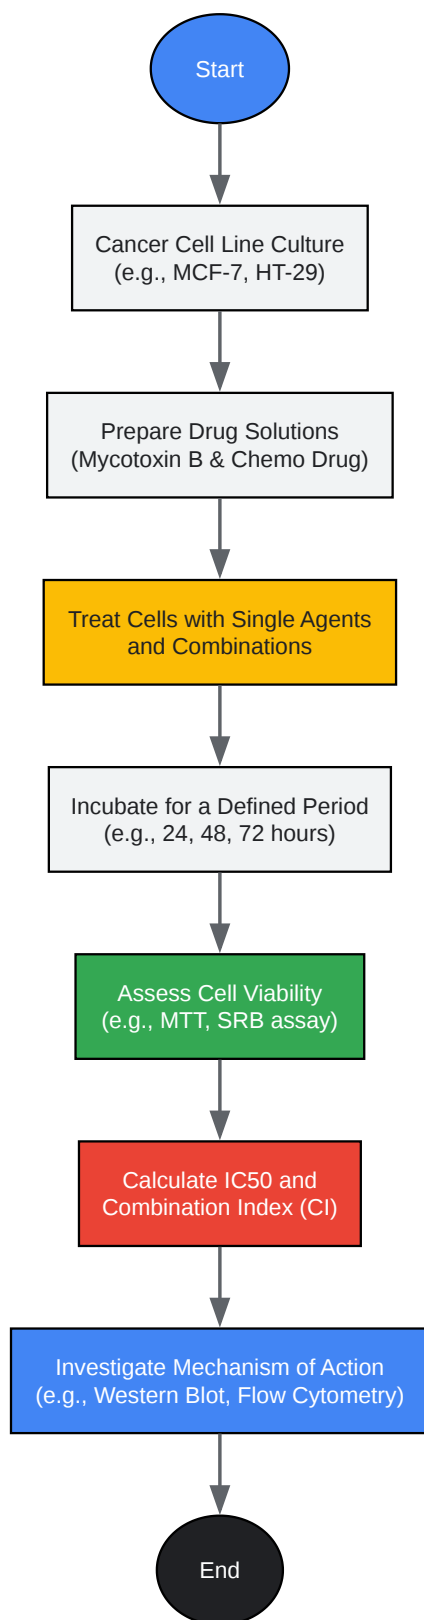 Start
Cancer Cell Line Culture
(e.g., MCF-7, HT-29)
Prepare Drug Solutions
(Mycotoxin B & Chemo Drug)
Treat Cells with Single Agents
and Combinations
Incubate for a Defined Period
(e.g., 24, 48, 72 hours)
Assess Cell Viability
(e.g., MTT, SRB assay)
Calculate IC50 and
Combination Index (CI)
Investigate Mechanism of Action
(e.g., Western Blot, Flow Cytometry)
End